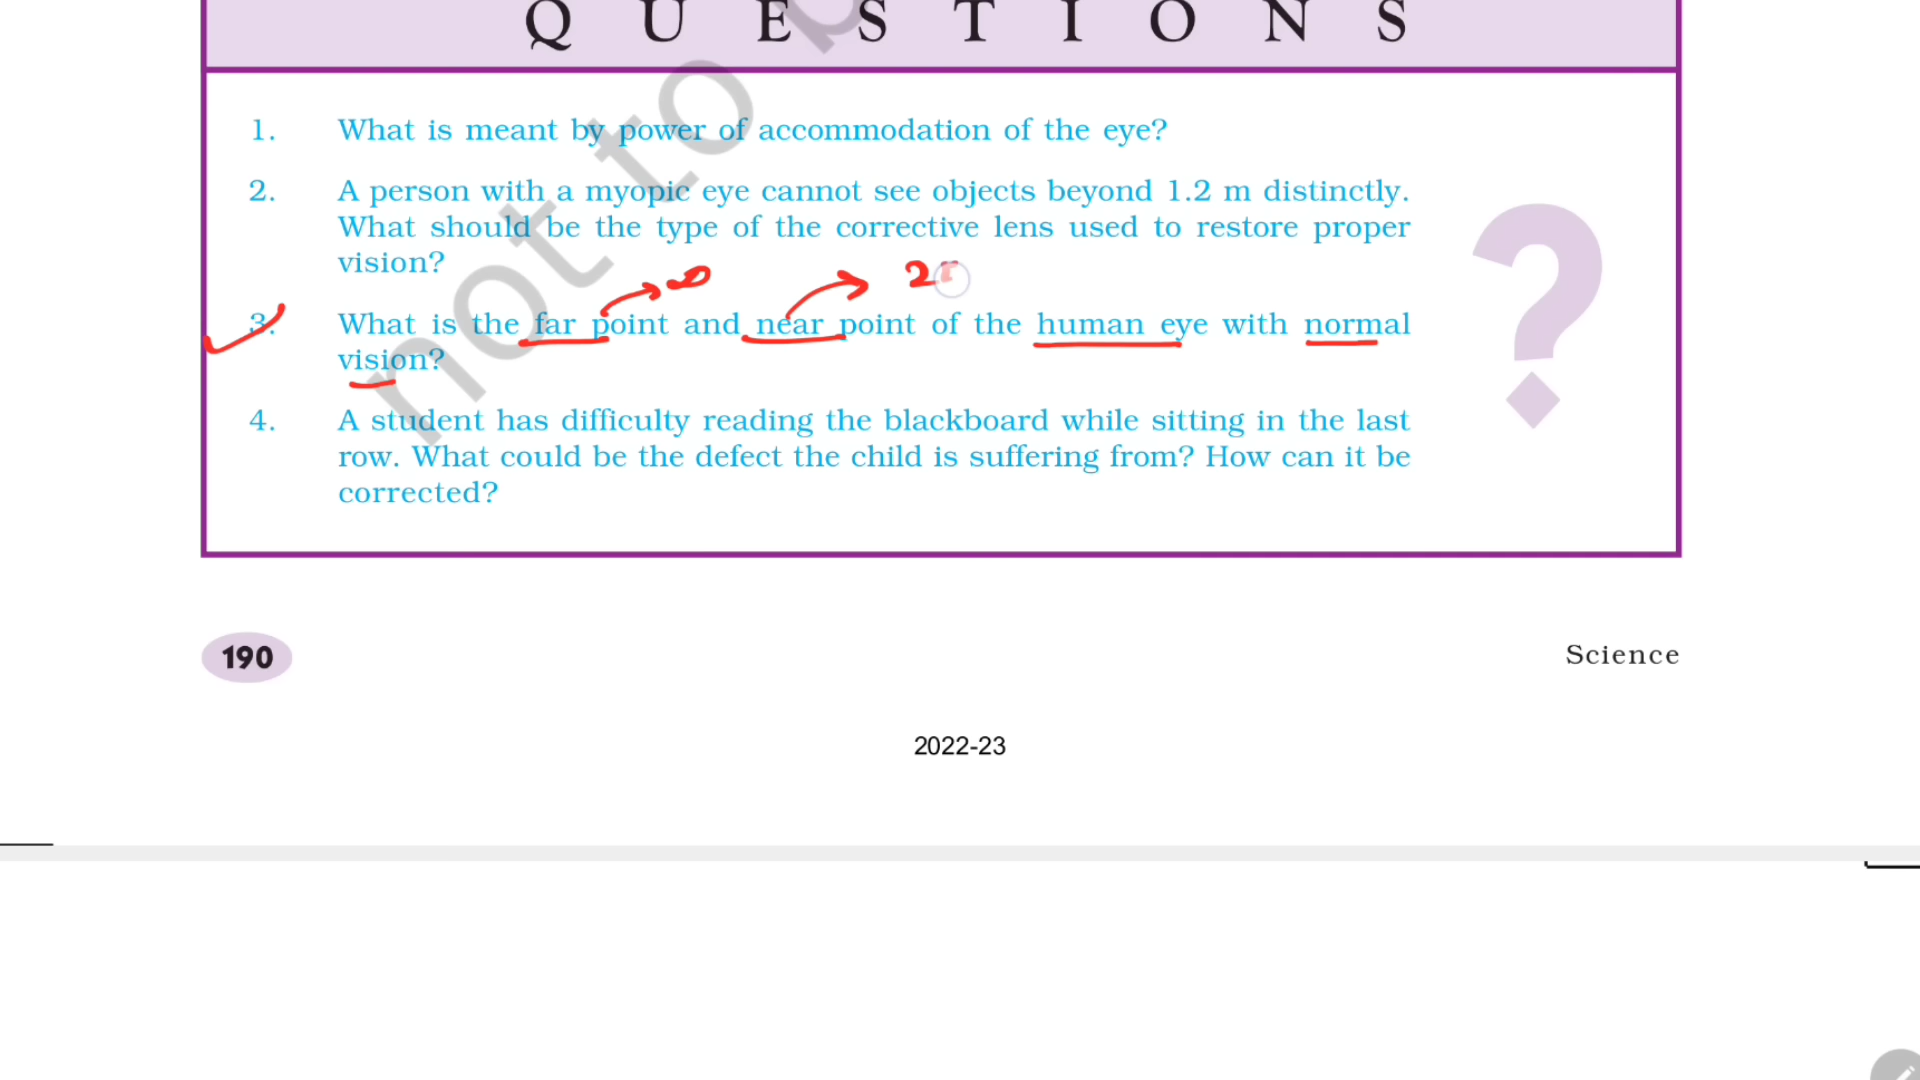 QUESTIONS
1. What is meant by power of accommodation of the eye?
2. A person with a myopic eye cannot see objects beyond 1.2 m distinctly.
What should be the type of the corrective lens used to restore proper
vision?
∞ 2
3. What is the far point and near point of the human eye with normal
vision?
4. A student has difficulty reading the blackboard while sitting in the last
row. What could be the defect the child is suffering from? How can it be
corrected?
?
not to b
190
Science
2022-23